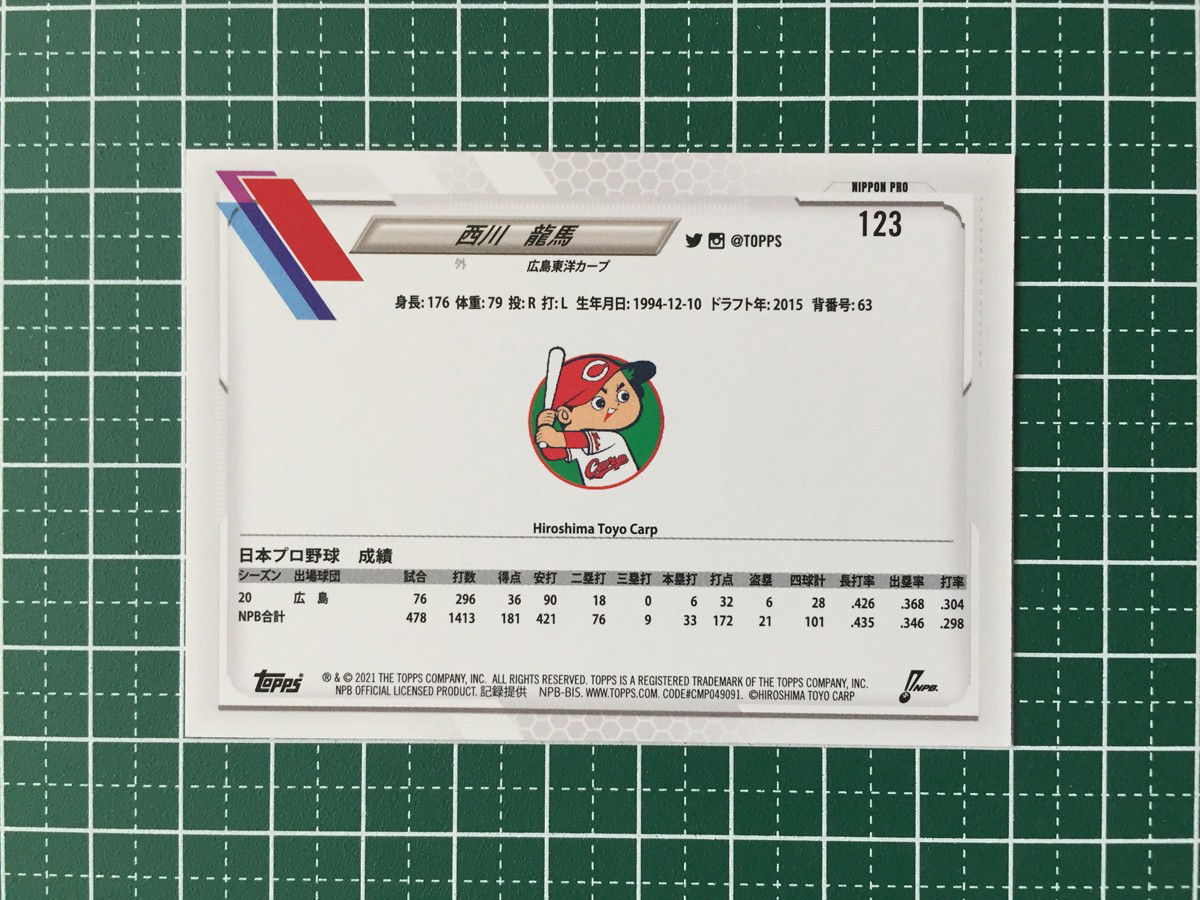 NIPPON PRO
123
西川 龍馬
@TOPPS
外 広島東洋カープ
身長: 176 体重: 79 投: R 打: L 生年月日: 1994-12-10 ドラフト年: 2015 背番号: 63
C
Carp
Hiroshima Toyo Carp
日本プロ野球 成績
シーズン 出場球団 試合 打数 得点 安打 二塁打 三塁打 本塁打 打点 盗塁 四球計 長打率 出塁率 打率
20 広 島 76 296 36 90 18 0 6 32 6 28 .426 .368 .304
NPB合計 478 1413 181 421 76 9 33 172 21 101 .435 .346 .298
TOPPS
® & © 2021 THE TOPPS COMPANY, INC. ALL RIGHTS RESERVED. TOPPS IS A REGISTERED TRADEMARK OF THE TOPPS COMPANY, INC.
NPB OFFICIAL LICENSED PRODUCT. 記録提供 NPB-BIS. WWW.TOPPS.COM. CODE#CMP049091. ©HIROSHIMA TOYO CARP
NPB.